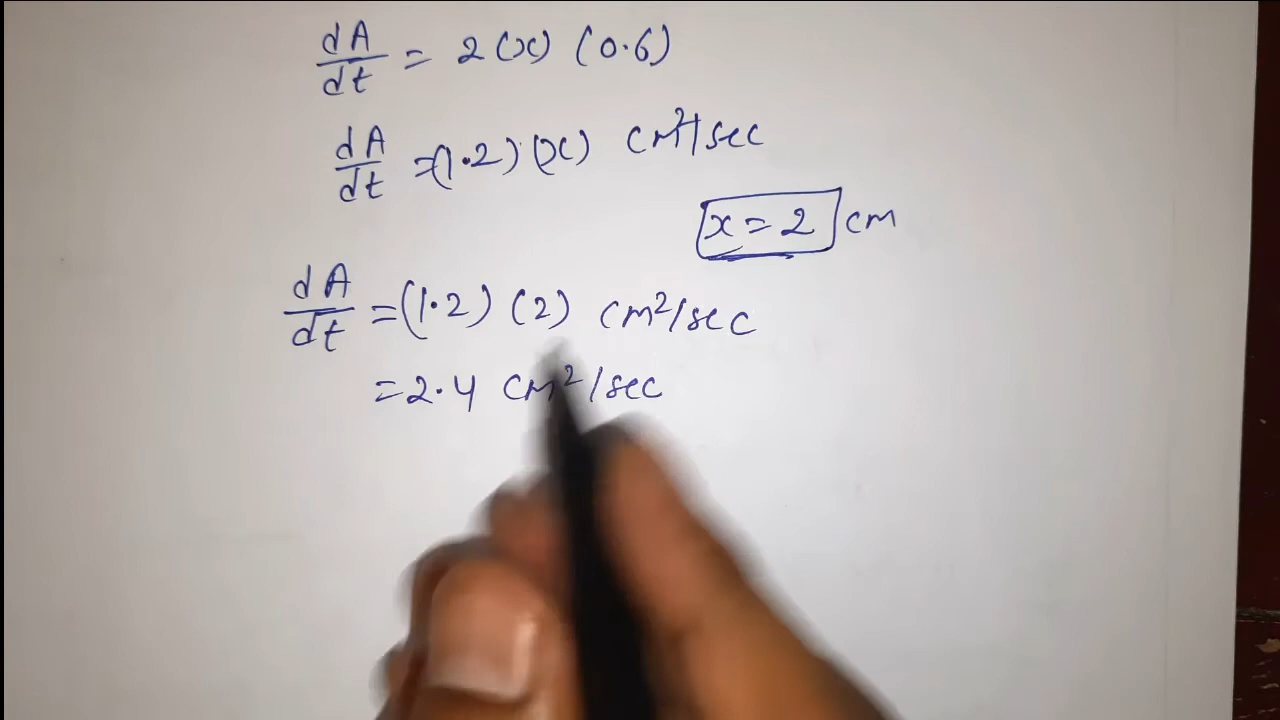 dA/dt = 2(x) (0.6)
dA/dt =(1.2)(x) cm²/sec
x = 2 cm
dA/dt =(1.2) (2) cm²/sec
=2.4 cm²/sec